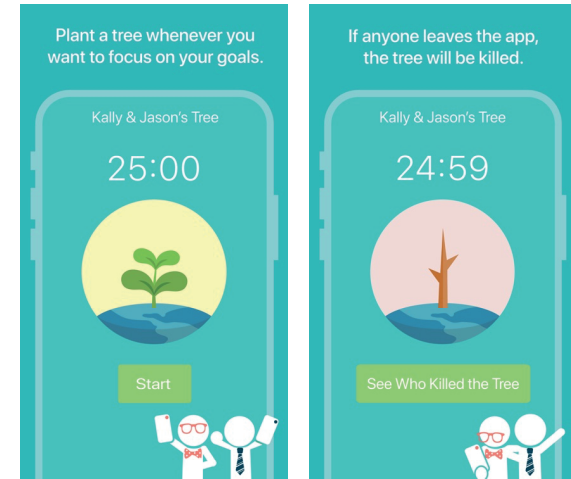 Plant a tree whenever you
want to focus on your goals.
Kally & Jason's Tree
25:00
Start
If anyone leaves the app,
the tree will be killed.
Kally & Jason's Tree
24:59
See Who Killed the Tree